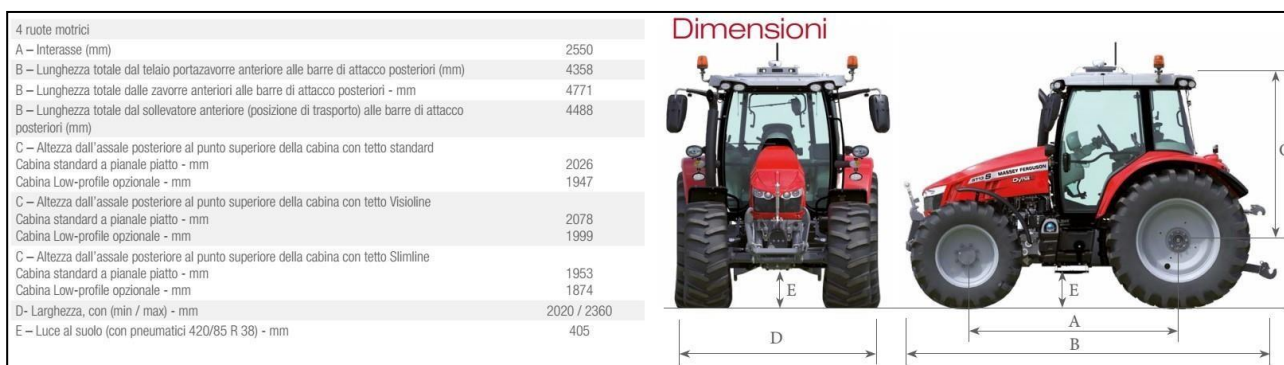 4 ruote motrici
A – Interasse (mm) 2550
B – Lunghezza totale dal telaio portazavorre anteriore alle barre di attacco posteriori (mm) 4358
B – Lunghezza totale dalle zavorre anteriori alle barre di attacco posteriori - mm 4771
B – Lunghezza totale dal sollevatore anteriore (posizione di trasporto) alle barre di attacco 4488
posteriori (mm)
C – Altezza dall'assale posteriore al punto superiore della cabina con tetto standard
Cabina standard a pianale piatto - mm 2026
Cabina Low-profile opzionale - mm 1947
C – Altezza dall'assale posteriore al punto superiore della cabina con tetto Visioline
Cabina standard a pianale piatto - mm 2078
Cabina Low-profile opzionale - mm 1999
C – Altezza dall'assale posteriore al punto superiore della cabina con tetto Slimline
Cabina standard a pianale piatto - mm 1953
Cabina Low-profile opzionale - mm 1874
D- Larghezza, con (min / max) - mm 2020 / 2360
E – Luce al suolo (con pneumatici 420/85 R 38) - mm 405
Dimensioni
E
D
MASSEY FERGUSON
C
E
A
B